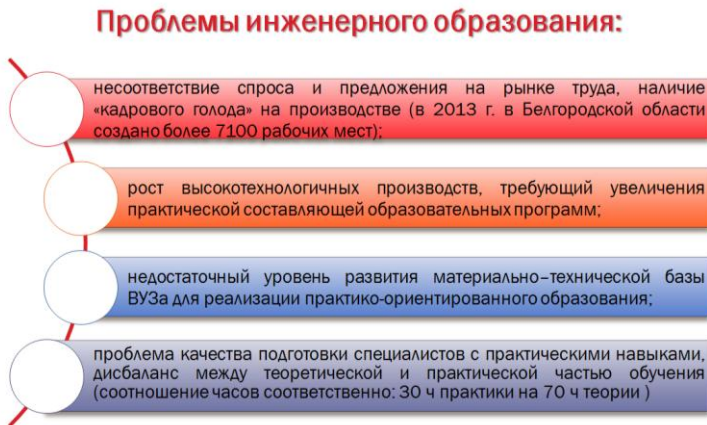 Проблемы инженерного образования:
несоответствие спроса и предложения на рынке труда, наличие
«кадрового голода» на производстве (в 2013 г. в Белгородской области
создано более 7100 рабочих мест);
рост высокотехнологичных производств, требующий увеличения
практической составляющей образовательных программ;
недостаточный уровень развития материально–технической базы
ВУЗа для реализации практико-ориентированного образования;
проблема качества подготовки специалистов с практическими навыками,
дисбаланс между теоретической и практической частью обучения
(соотношение часов соответственно: 30 ч практики на 70 ч теории )